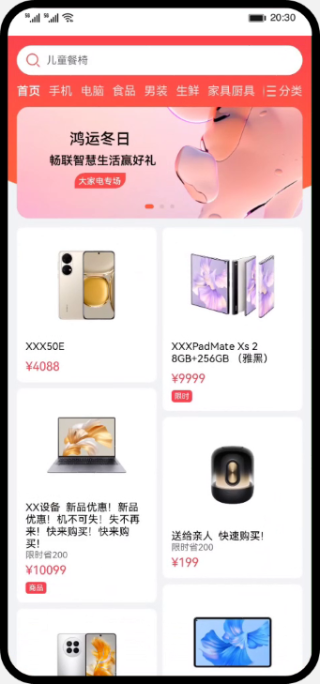 20:30
儿童餐椅
首页 手机 电脑 食品 男装 生鲜 家具厨具 分类
鸿运冬日
畅联智慧生活赢好礼
大家电专场
XXX50E
¥4088
XXXPadMate Xs 2
8GB+256GB （雅黑）
¥9999
限时
XX设备 新品优惠！新品
优惠！机不可失！失不再
来！快来购买！快来购
买！
限时省200
¥10099
商品
送给亲人 快速购买！
限时省200
¥199